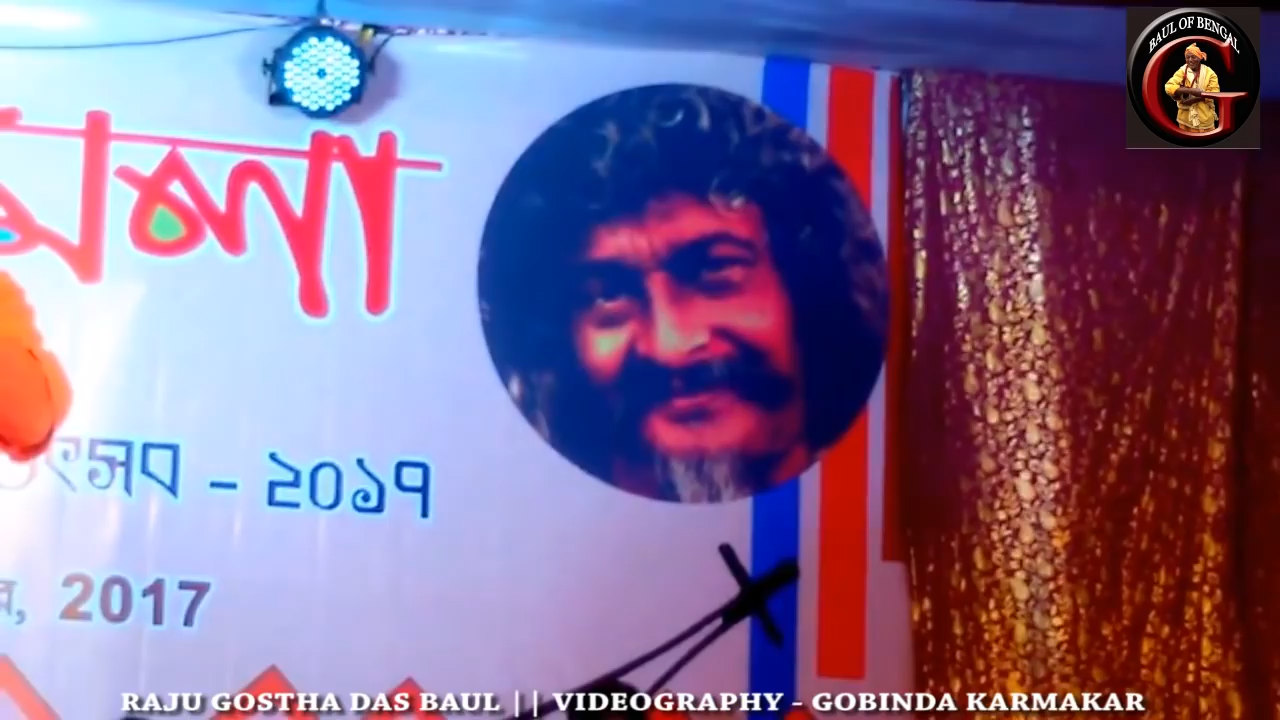 BAUL OF BENGAL
মেলা
উৎসব - ২০১৭
2017
RAJU GOSTHA DAS BAUL || VIDEOGRAPHY - GOBINDA KARMAKAR